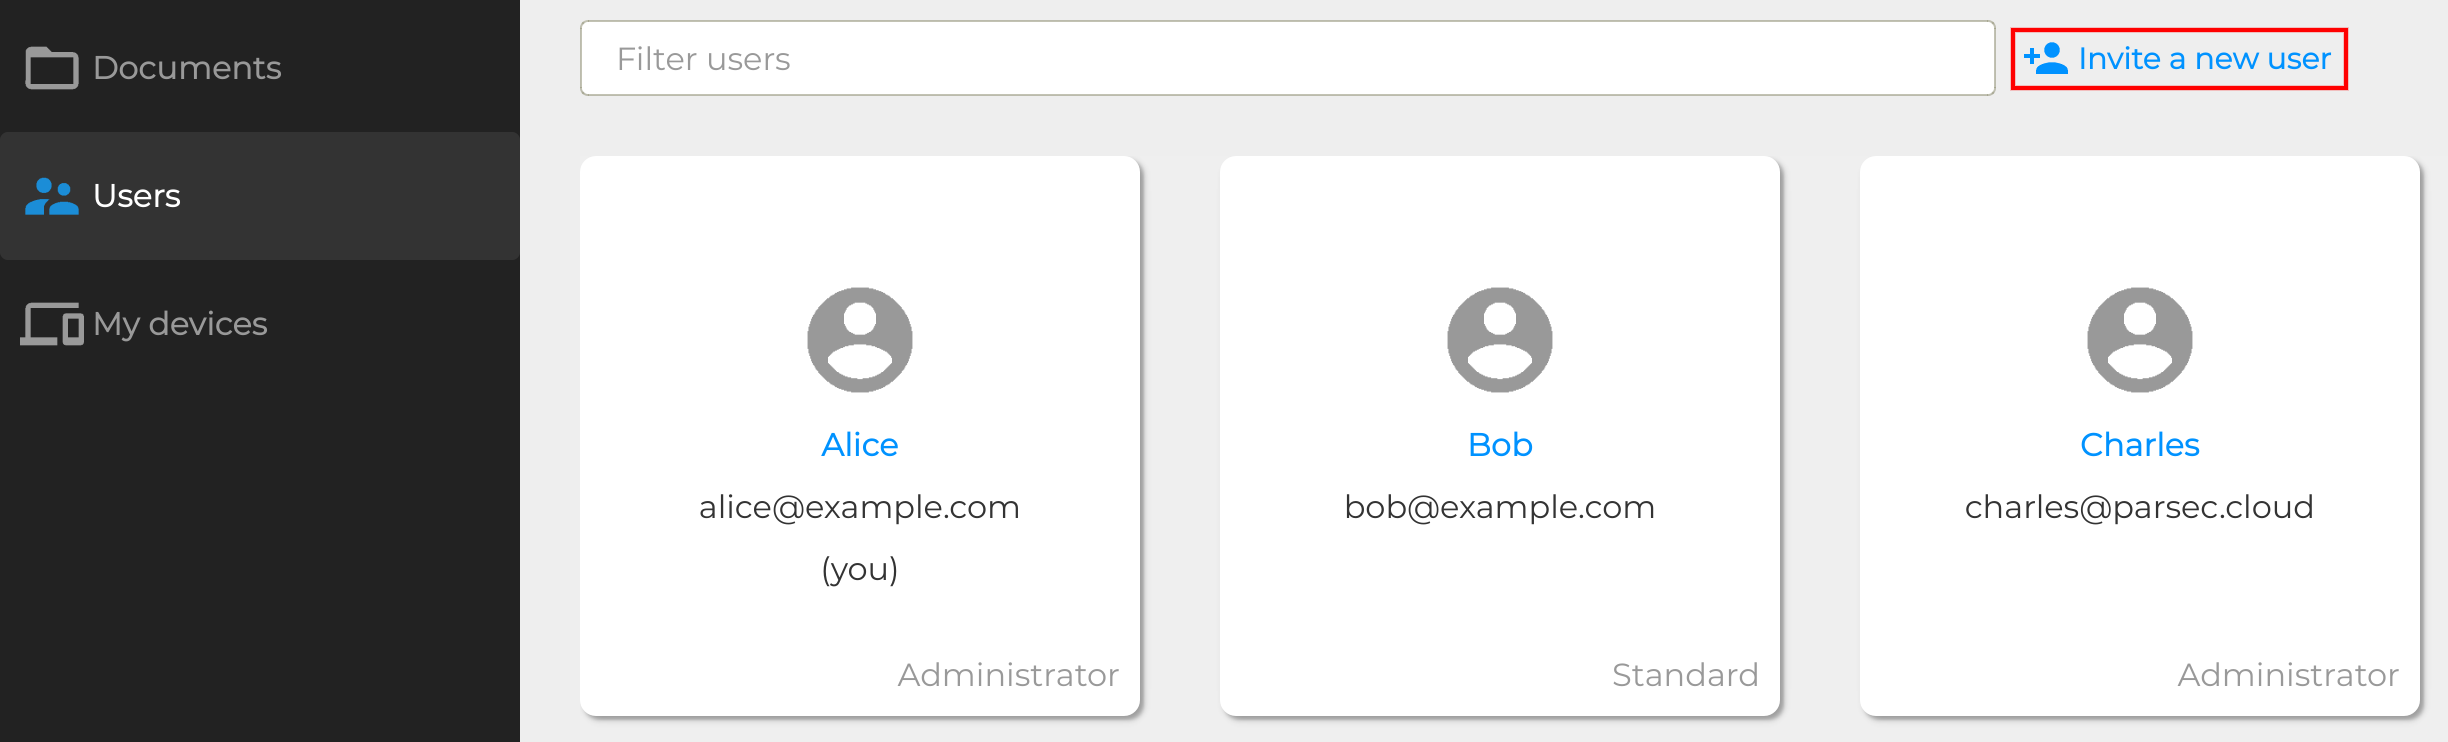 Documents
Users
My devices
Filter users
Invite a new user
Alice
alice@example.com
(you)
Administrator
Bob
bob@example.com
Standard
Charles
charles@parsec.cloud
Administrator